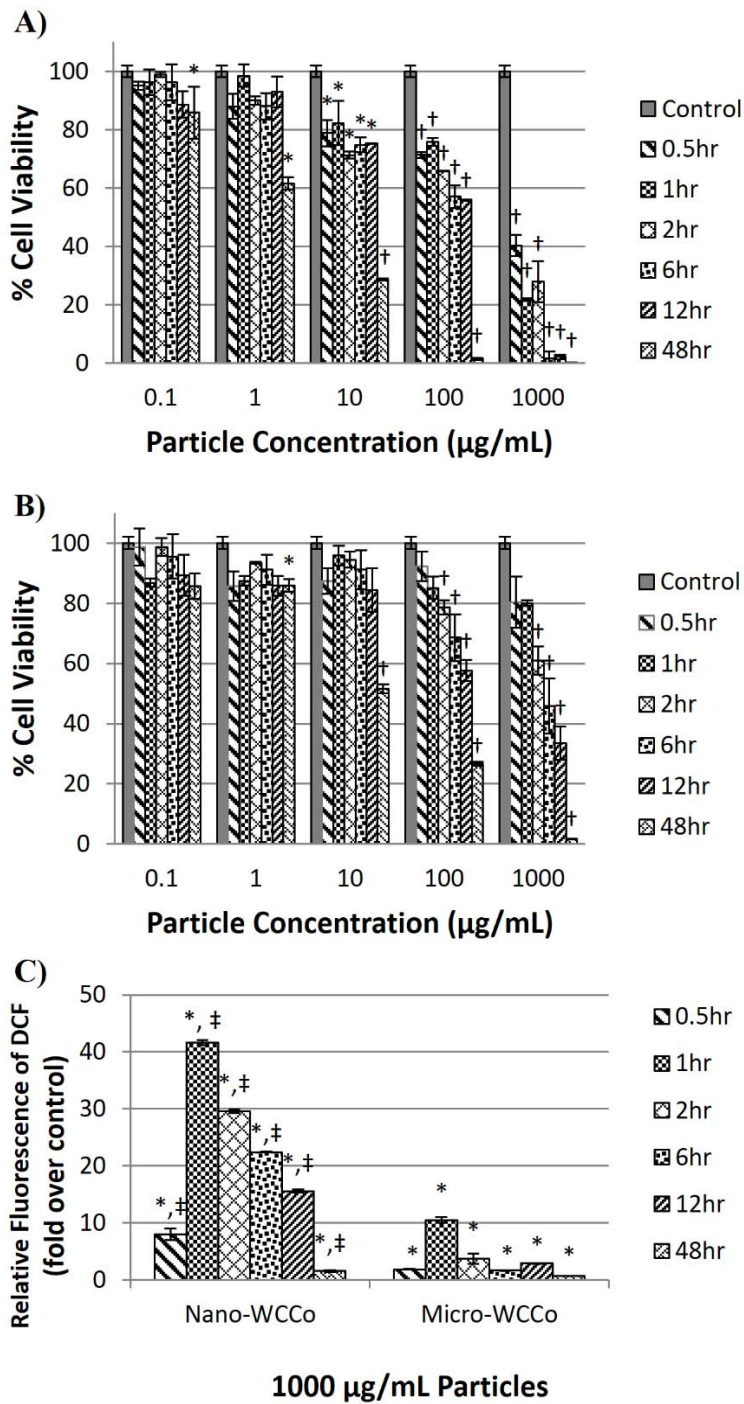 A)
% Cell Viability
100
80
60
40
20
0
* * * * * * * † † † † † † † † † † † † †
0.1 1 10 100 1000
Particle Concentration (µg/mL)
Control
0.5hr
1hr
2hr
6hr
12hr
48hr
B)
% Cell Viability
100
80
60
40
20
0
* † † † † † † † † †
0.1 1 10 100 1000
Particle Concentration (µg/mL)
Control
0.5hr
1hr
2hr
6hr
12hr
48hr
C)
Relative Fluorescence of DCF
(fold over control)
50
40
30
20
10
0
*,‡ *, ‡ *,‡ *,‡ *,‡ *,‡ * * * * * *
Nano-WCCo Micro-WCCo
1000 µg/mL Particles
0.5hr
1hr
2hr
6hr
12hr
48hr